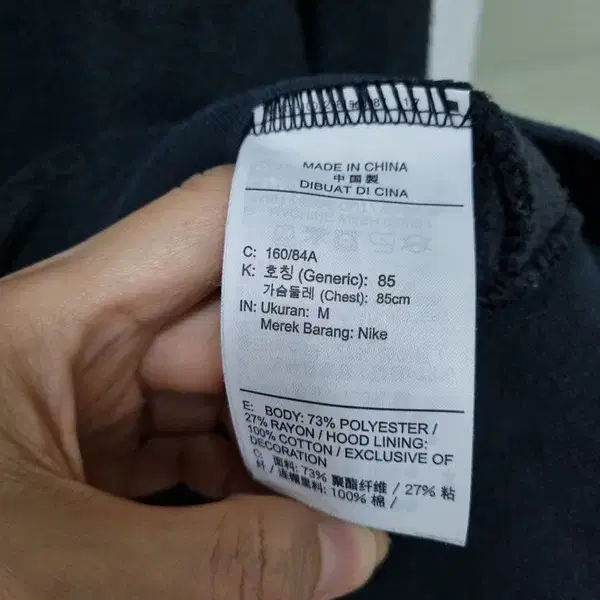 MADE IN CHINA
中国製
DIBUAT DI CINA
C: 160/84A
K: 호칭 (Generic): 85
가슴둘레 (Chest): 85cm
IN: Ukuran: M
Merek Barang: Nike
E: BODY: 73% POLYESTER /
27% RAYON / HOOD LINING:
100% COTTON / EXCLUSIVE OF
DECORATION
C: 面料: 73% 聚酯纤维 / 27% 粘
纤 / 连帽里料: 100% 棉 /